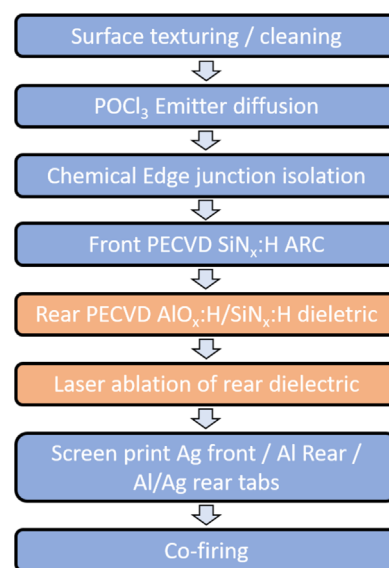 Surface texturing / cleaning
POCl₃ Emitter diffusion
Chemical Edge junction isolation
Front PECVD SiNₓ:H ARC
Rear PECVD AlOₓ:H/SiNₓ:H dieletric
Laser ablation of rear dielectric
Screen print Ag front / Al Rear /
Al/Ag rear tabs
Co-firing